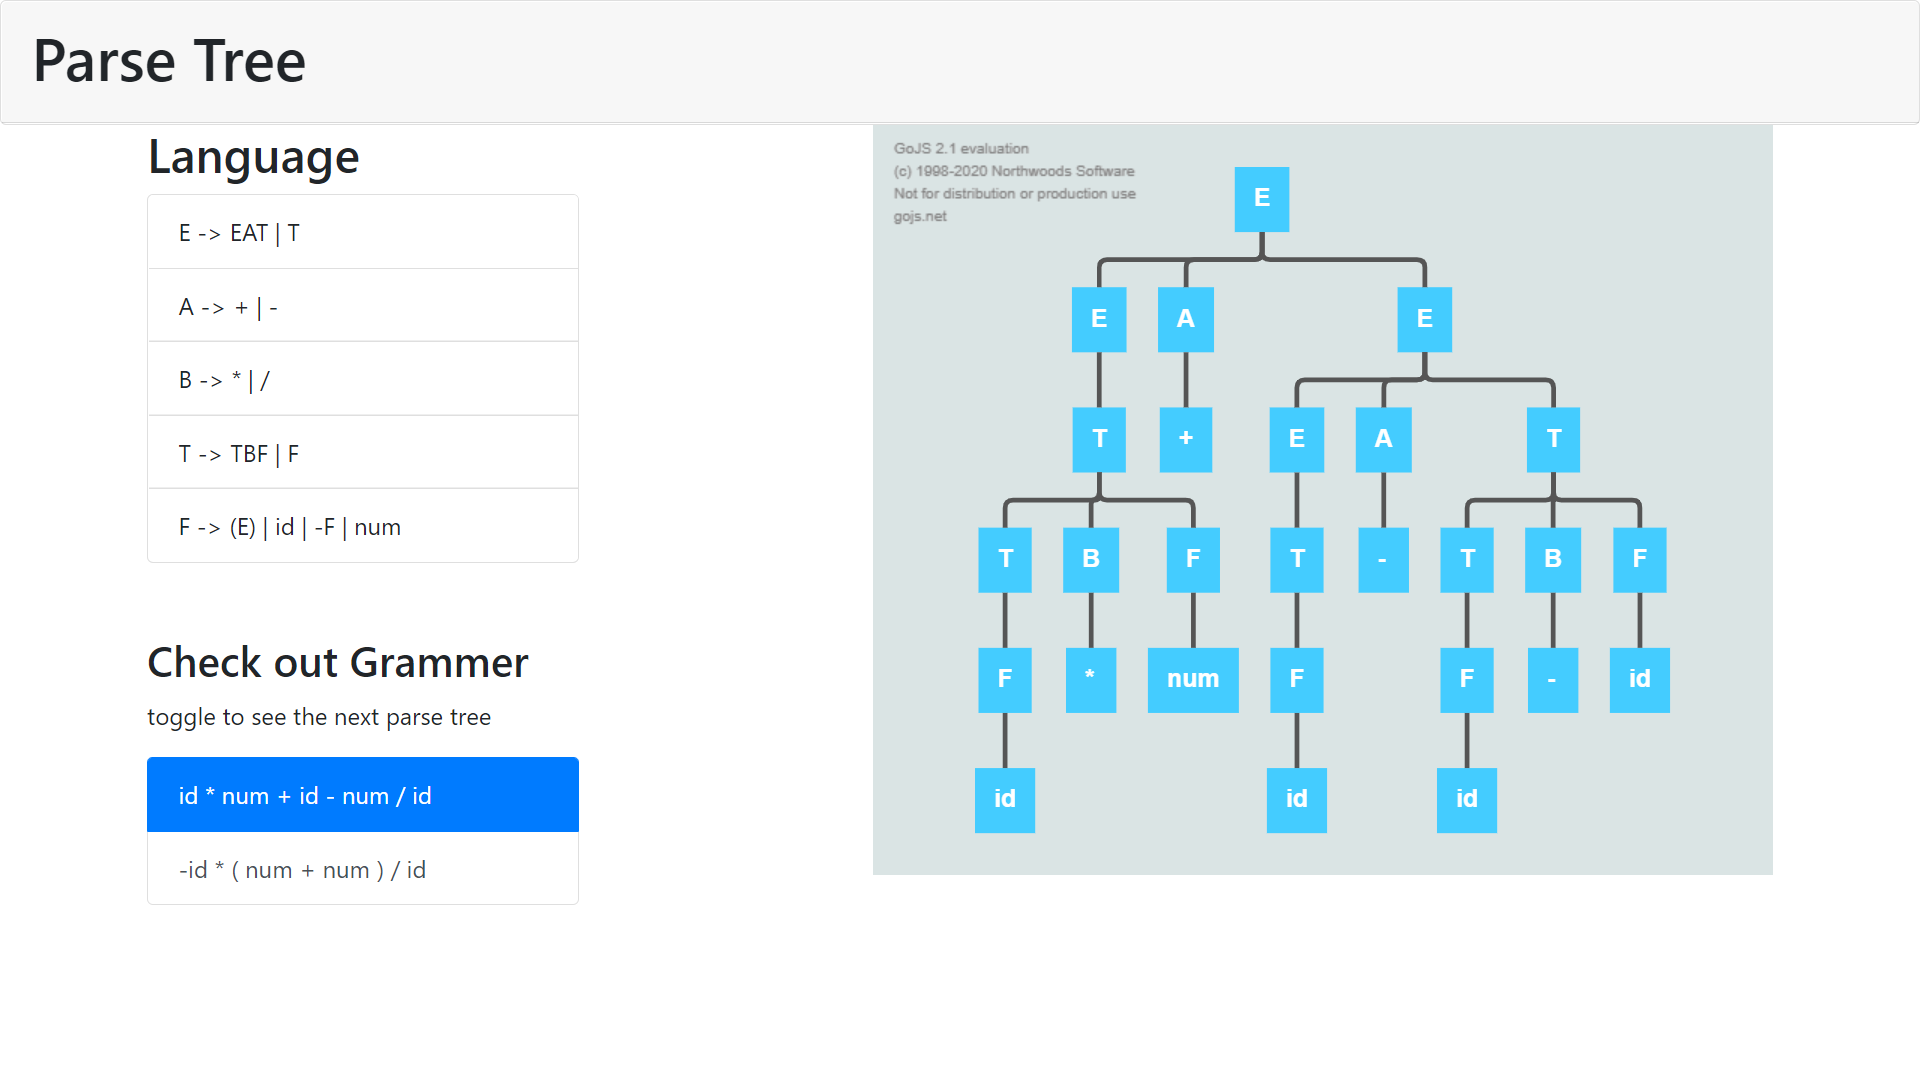 Parse Tree
Language
E -> EAT | T
A -> + | -
B -> * | /
T -> TBF | F
F -> (E) | id | -F | num
Check out Grammer
toggle to see the next parse tree
id * num + id - num / id
-id * ( num + num ) / id
GoJS 2.1 evaluation
(c) 1998-2020 Northwoods Software
Not for distribution or production use
gojs.net
E
E A E
T + E A T
T B F T - T B F
F * num F F - id
id id id